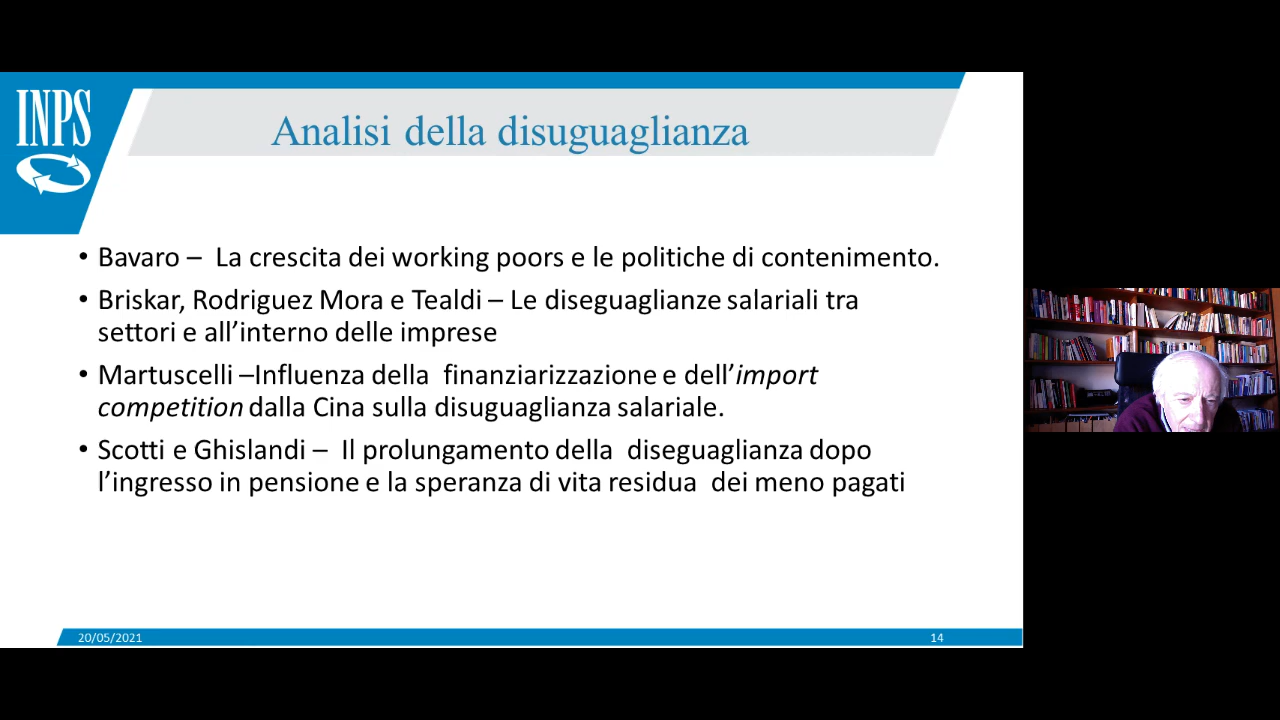 INPS
Analisi della disuguaglianza
• Bavaro – La crescita dei working poors e le politiche di contenimento.
• Briskar, Rodriguez Mora e Tealdi – Le diseguaglianze salariali tra
settori e all’interno delle imprese
• Martuscelli –Influenza della finanziarizzazione e dell’import
competition dalla Cina sulla disuguaglianza salariale.
• Scotti e Ghislandi – Il prolungamento della diseguaglianza dopo
l’ingresso in pensione e la speranza di vita residua dei meno pagati
20/05/2021
14